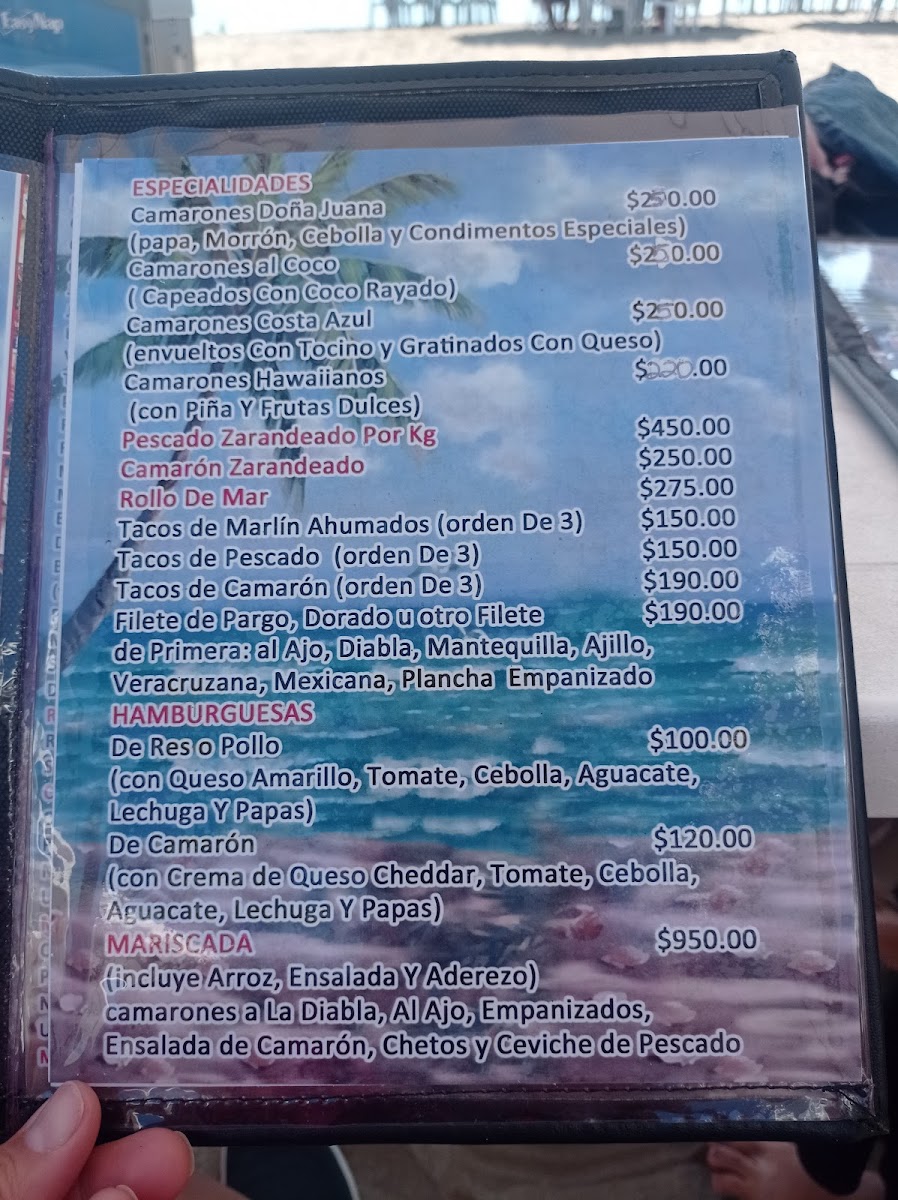 EasyNap
ESPECIALIDADES
Camarones Doña Juana $250.00
(papa, Morrón, Cebolla y Condimentos Especiales)
Camarones al Coco $250.00
( Capeados Con Coco Rayado)
Camarones Costa Azul $250.00
(envueltos Con Tocino y Gratinados Con Queso)
Camarones Hawaiianos $220.00
(con Piña Y Frutas Dulces)
Pescado Zarandeado Por Kg $450.00
Camarón Zarandeado $250.00
Rollo De Mar $275.00
Tacos de Marlín Ahumados (orden De 3) $150.00
Tacos de Pescado (orden De 3) $150.00
Tacos de Camarón (orden De 3) $190.00
Filete de Pargo, Dorado u otro Filete $190.00
de Primera: al Ajo, Diabla, Mantequilla, Ajillo,
Veracruzana, Mexicana, Plancha Empanizado
HAMBURGUESAS
De Res o Pollo $100.00
(con Queso Amarillo, Tomate, Cebolla, Aguacate,
Lechuga Y Papas)
De Camarón $120.00
(con Crema de Queso Cheddar, Tomate, Cebolla,
Aguacate, Lechuga Y Papas)
MARISCADA $950.00
(incluye Arroz, Ensalada Y Aderezo)
camarones a La Diabla, Al Ajo, Empanizados,
Ensalada de Camarón, Chetos y Ceviche de Pescado